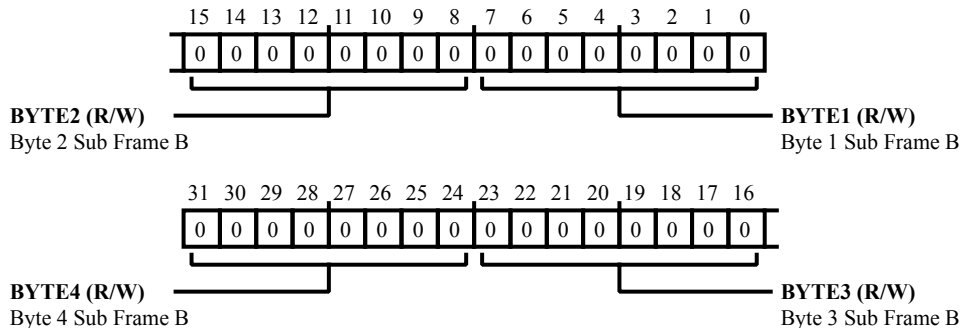 15 14 13 12 11 10 9 8 7 6 5 4 3 2 1 0
0 0 0 0 0 0 0 0 0 0 0 0 0 0 0 0
BYTE2 (R/W) BYTE1 (R/W)
Byte 2 Sub Frame B Byte 1 Sub Frame B
31 30 29 28 27 26 25 24 23 22 21 20 19 18 17 16
0 0 0 0 0 0 0 0 0 0 0 0 0 0 0 0
BYTE4 (R/W) BYTE3 (R/W)
Byte 4 Sub Frame B Byte 3 Sub Frame B